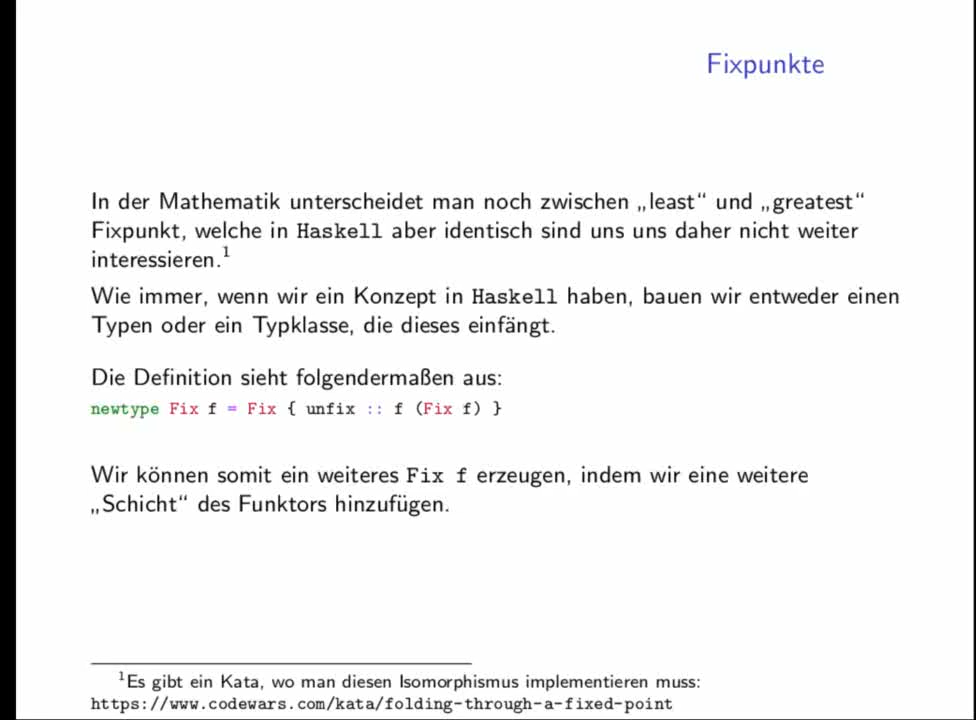 Fixpunkte
In der Mathematik unterscheidet man noch zwischen „least“ und „greatest“
Fixpunkt, welche in Haskell aber identisch sind uns uns daher nicht weiter
interessieren.¹
Wie immer, wenn wir ein Konzept in Haskell haben, bauen wir entweder einen
Typen oder ein Typklasse, die dieses einfängt.
Die Definition sieht folgendermaßen aus:
newtype Fix f = Fix { unfix :: f (Fix f) }
Wir können somit ein weiteres Fix f erzeugen, indem wir eine weitere
„Schicht“ des Funktors hinzufügen.
¹Es gibt ein Kata, wo man diesen Isomorphismus implementieren muss:
https://www.codewars.com/kata/folding-through-a-fixed-point